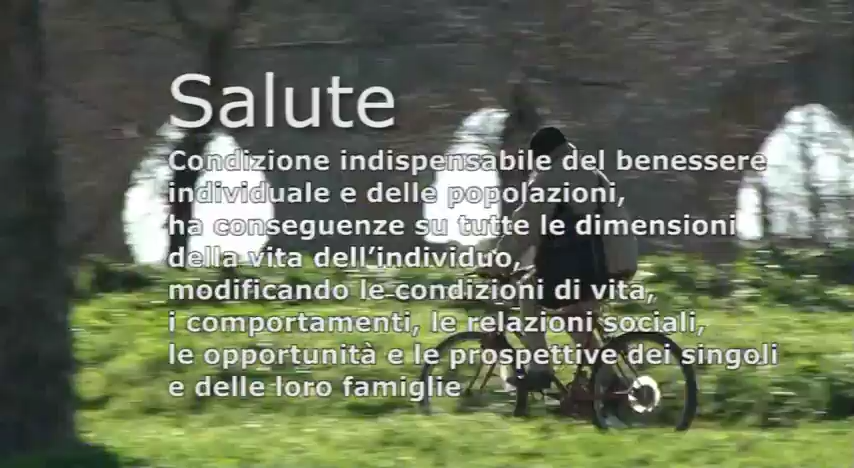 Salute
Condizione indispensabile del benessere
individuale e delle popolazioni,
ha conseguenze su tutte le dimensioni
della vita dell’individuo,
modificando le condizioni di vita,
i comportamenti, le relazioni sociali,
le opportunità e le prospettive dei singoli
e delle loro famiglie